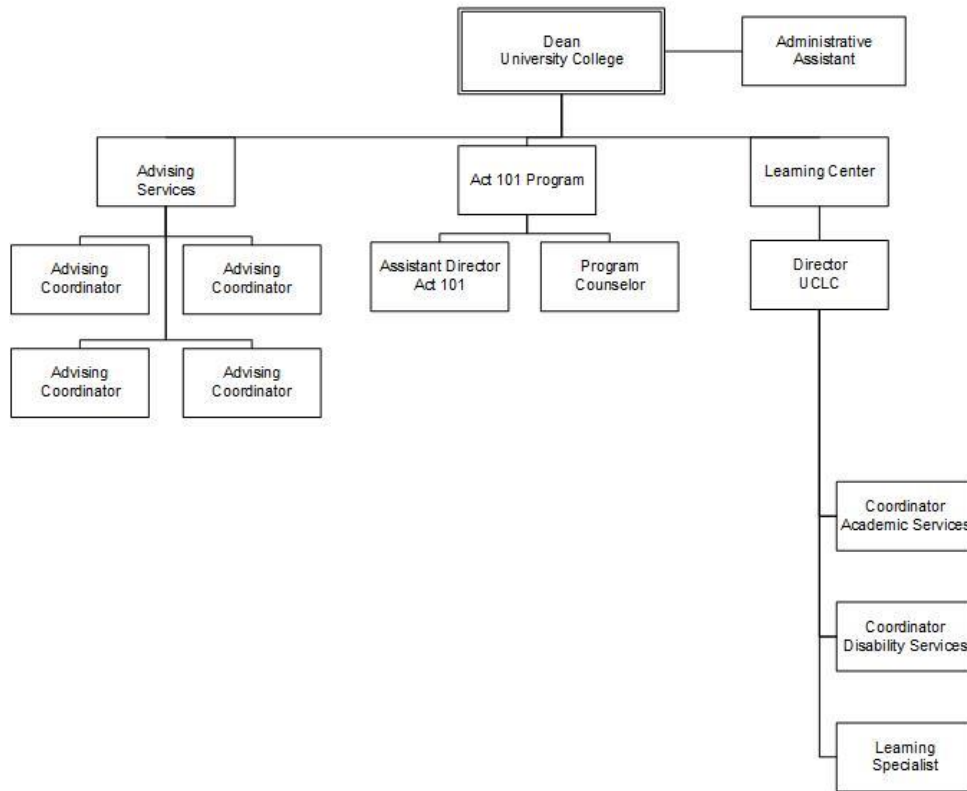 Dean
University College
Administrative
Assistant
Advising
Services
Act 101 Program
Learning Center
Advising
Coordinator
Advising
Coordinator
Assistant Director
Act 101
Program
Counselor
Director
UCLC
Advising
Coordinator
Advising
Coordinator
Coordinator
Academic Services
Coordinator
Disability Services
Learning
Specialist